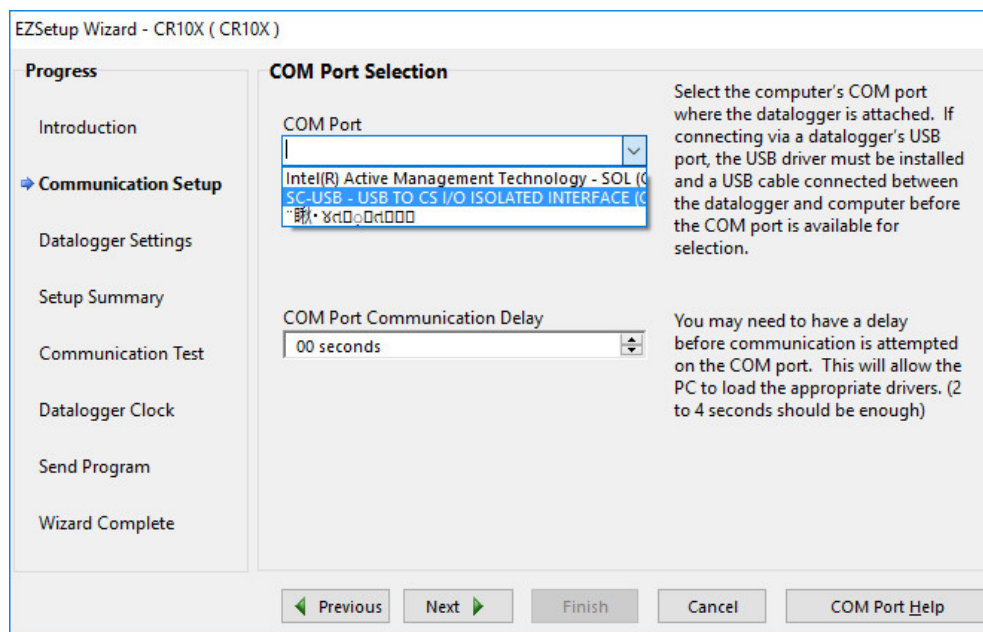 EZSetup Wizard - CR10X ( CR10X )
Progress
Introduction
Communication Setup
Datalogger Settings
Setup Summary
Communication Test
Datalogger Clock
Send Program
Wizard Complete
COM Port Selection
COM Port
Intel(R) Active Management Technology - SOL (
SC-USB - USB TO CS I/O ISOLATED INTERFACE (
Select the computer's COM port
where the datalogger is attached. If
connecting via a datalogger's USB
port, the USB driver must be installed
and a USB cable connected between
the datalogger and computer before
the COM port is available for
selection.
COM Port Communication Delay
00 seconds
You may need to have a delay
before communication is attempted
on the COM port. This will allow the
PC to load the appropriate drivers. (2
to 4 seconds should be enough)
Previous
Next
Finish
Cancel
COM Port Help